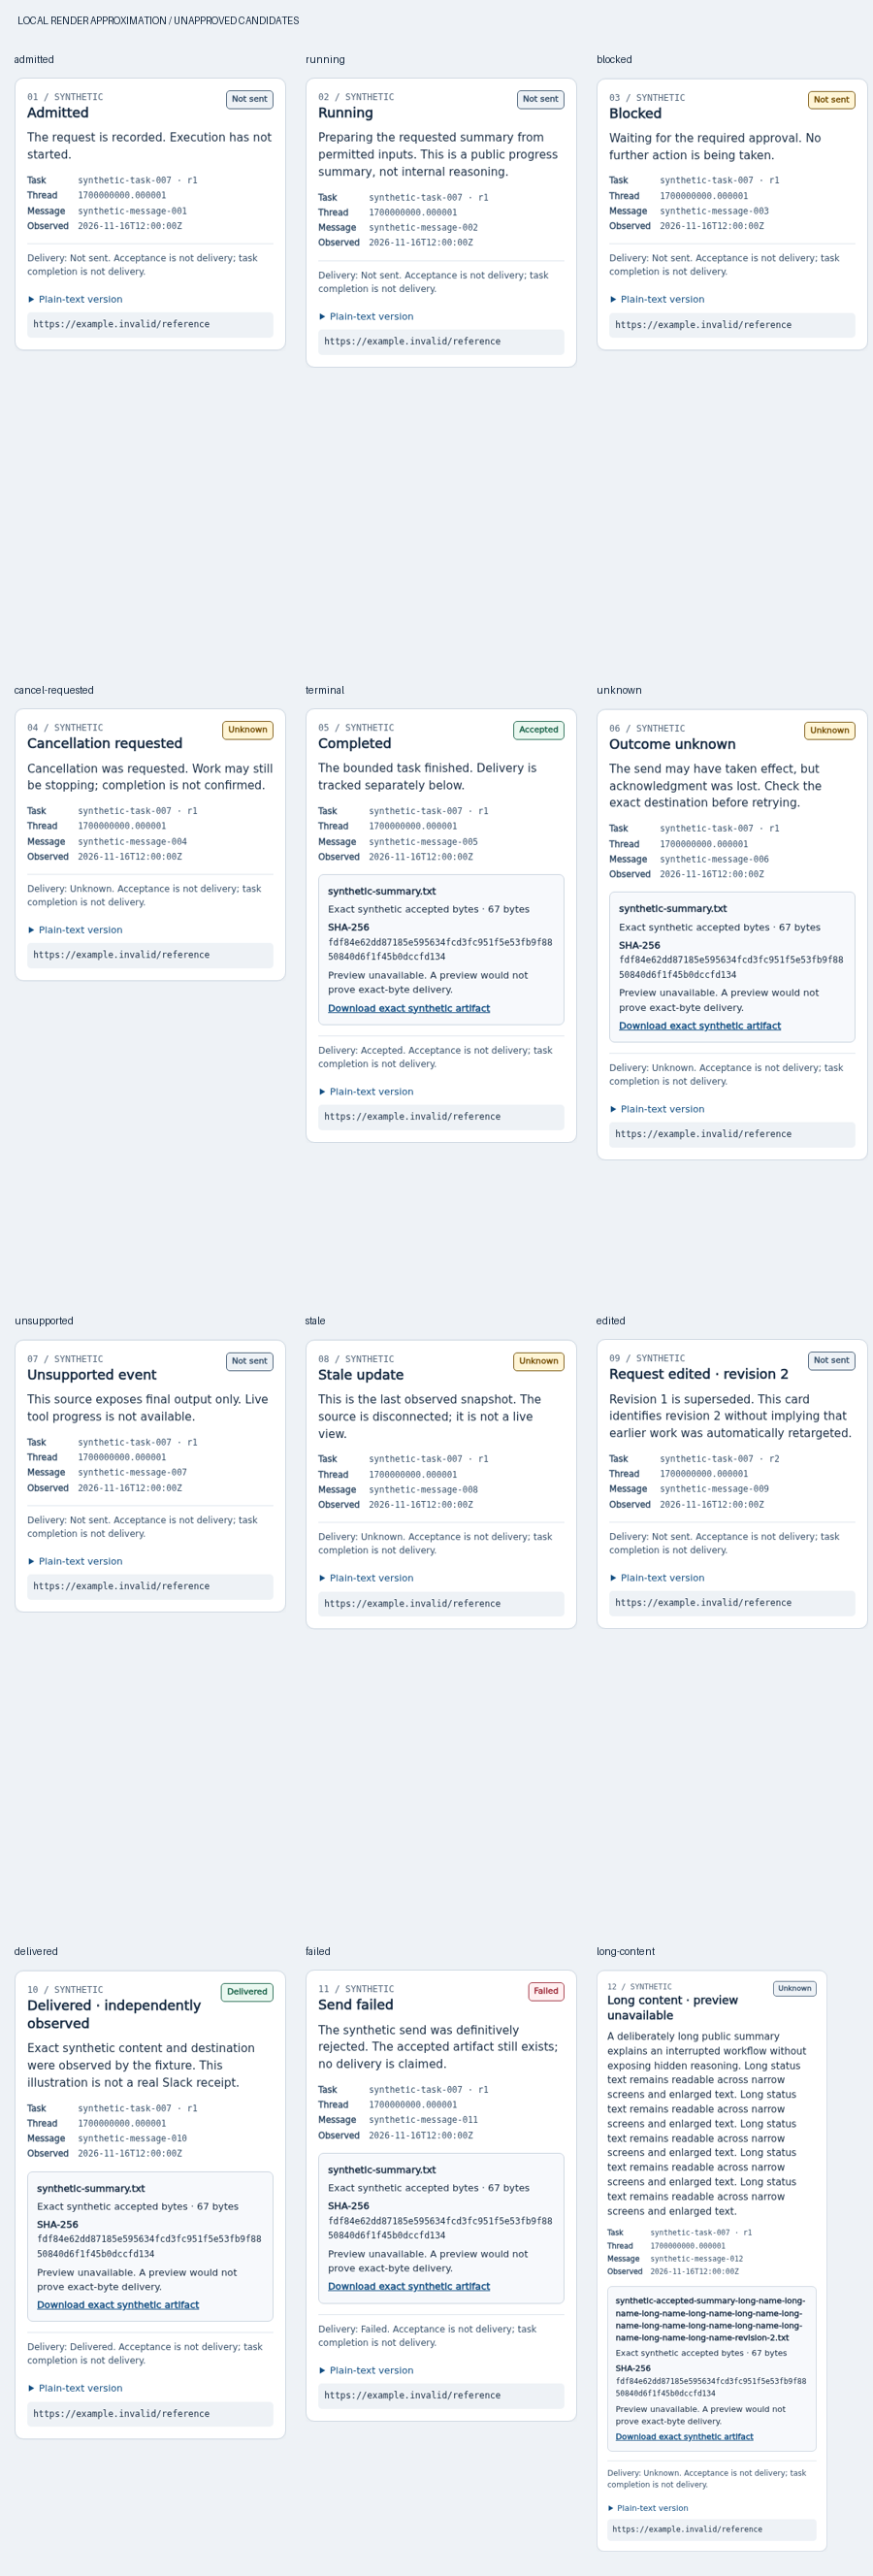 LOCAL RENDER APPROXIMATION / UNAPPROVED CANDIDATES
admitted
01 / SYNTHETIC
Not sent
Admitted
The request is recorded. Execution has not
started.
Task synthetic-task-007 · r1
Thread 1700000000.000001
Message synthetic-message-001
Observed 2026-11-16T12:00:00Z
Delivery: Not sent. Acceptance is not delivery; task
completion is not delivery.
▶ Plain-text version
https://example.invalid/reference
running
02 / SYNTHETIC
Not sent
Running
Preparing the requested summary from
permitted inputs. This is a public progress
summary, not internal reasoning.
Task synthetic-task-007 · r1
Thread 1700000000.000001
Message synthetic-message-002
Observed 2026-11-16T12:00:00Z
Delivery: Not sent. Acceptance is not delivery; task
completion is not delivery.
▶ Plain-text version
https://example.invalid/reference
blocked
03 / SYNTHETIC
Not sent
Blocked
Waiting for the required approval. No
further action is being taken.
Task synthetic-task-007 · r1
Thread 1700000000.000001
Message synthetic-message-003
Observed 2026-11-16T12:00:00Z
Delivery: Not sent. Acceptance is not delivery; task
completion is not delivery.
▶ Plain-text version
https://example.invalid/reference
cancel-requested
04 / SYNTHETIC
Unknown
Cancellation requested
Cancellation was requested. Work may still
be stopping; completion is not confirmed.
Task synthetic-task-007 · r1
Thread 1700000000.000001
Message synthetic-message-004
Observed 2026-11-16T12:00:00Z
Delivery: Unknown. Acceptance is not delivery; task
completion is not delivery.
▶ Plain-text version
https://example.invalid/reference
terminal
05 / SYNTHETIC
Accepted
Completed
The bounded task finished. Delivery is
tracked separately below.
Task synthetic-task-007 · r1
Thread 1700000000.000001
Message synthetic-message-005
Observed 2026-11-16T12:00:00Z
synthetic-summary.txt
Exact synthetic accepted bytes · 67 bytes
SHA-256
fdf84e62dd87185e595634fcd3fc951f5e53fb9f88
50840d6f1f45b0dccfd134
Preview unavailable. A preview would not
prove exact-byte delivery.
Download exact synthetic artifact
Delivery: Accepted. Acceptance is not delivery; task
completion is not delivery.
▶ Plain-text version
https://example.invalid/reference
unknown
06 / SYNTHETIC
Unknown
Outcome unknown
The send may have taken effect, but
acknowledgment was lost. Check the
exact destination before retrying.
Task synthetic-task-007 · r1
Thread 1700000000.000001
Message synthetic-message-006
Observed 2026-11-16T12:00:00Z
synthetic-summary.txt
Exact synthetic accepted bytes · 67 bytes
SHA-256
fdf84e62dd87185e595634fcd3fc951f5e53fb9f88
50840d6f1f45b0dccfd134
Preview unavailable. A preview would not
prove exact-byte delivery.
Download exact synthetic artifact
Delivery: Unknown. Acceptance is not delivery; task
completion is not delivery.
▶ Plain-text version
https://example.invalid/reference
unsupported
07 / SYNTHETIC
Not sent
Unsupported event
This source exposes final output only. Live
tool progress is not available.
Task synthetic-task-007 · r1
Thread 1700000000.000001
Message synthetic-message-007
Observed 2026-11-16T12:00:00Z
Delivery: Not sent. Acceptance is not delivery; task
completion is not delivery.
▶ Plain-text version
https://example.invalid/reference
stale
08 / SYNTHETIC
Unknown
Stale update
This is the last observed snapshot. The
source is disconnected; it is not a live
view.
Task synthetic-task-007 · r1
Thread 1700000000.000001
Message synthetic-message-008
Observed 2026-11-16T12:00:00Z
Delivery: Unknown. Acceptance is not delivery; task
completion is not delivery.
▶ Plain-text version
https://example.invalid/reference
edited
09 / SYNTHETIC
Not sent
Request edited · revision 2
Revision 1 is superseded. This card
identifies revision 2 without implying that
earlier work was automatically retargeted.
Task synthetic-task-007 · r2
Thread 1700000000.000001
Message synthetic-message-009
Observed 2026-11-16T12:00:00Z
Delivery: Not sent. Acceptance is not delivery; task
completion is not delivery.
▶ Plain-text version
https://example.invalid/reference
delivered
10 / SYNTHETIC
Delivered
Delivered · independently
observed
Exact synthetic content and destination
were observed by the fixture. This
illustration is not a real Slack receipt.
Task synthetic-task-007 · r1
Thread 1700000000.000001
Message synthetic-message-010
Observed 2026-11-16T12:00:00Z
synthetic-summary.txt
Exact synthetic accepted bytes · 67 bytes
SHA-256
fdf84e62dd87185e595634fcd3fc951f5e53fb9f88
50840d6f1f45b0dccfd134
Preview unavailable. A preview would not
prove exact-byte delivery.
Download exact synthetic artifact
Delivery: Delivered. Acceptance is not delivery; task
completion is not delivery.
▶ Plain-text version
https://example.invalid/reference
failed
11 / SYNTHETIC
Failed
Send failed
The synthetic send was definitively
rejected. The accepted artifact still exists;
no delivery is claimed.
Task synthetic-task-007 · r1
Thread 1700000000.000001
Message synthetic-message-011
Observed 2026-11-16T12:00:00Z
synthetic-summary.txt
Exact synthetic accepted bytes · 67 bytes
SHA-256
fdf84e62dd87185e595634fcd3fc951f5e53fb9f88
50840d6f1f45b0dccfd134
Preview unavailable. A preview would not
prove exact-byte delivery.
Download exact synthetic artifact
Delivery: Failed. Acceptance is not delivery; task
completion is not delivery.
▶ Plain-text version
https://example.invalid/reference
long-content
12 / SYNTHETIC
Unknown
Long content · preview
unavailable
A deliberately long public summary
explains an interrupted workflow without
exposing hidden reasoning. Long status
text remains readable across narrow
screens and enlarged text. Long status
text remains readable across narrow
screens and enlarged text. Long status
text remains readable across narrow
screens and enlarged text. Long status
text remains readable across narrow
screens and enlarged text. Long status
text remains readable across narrow
screens and enlarged text.
Task synthetic-task-007 · r1
Thread 1700000000.000001
Message synthetic-message-012
Observed 2026-11-16T12:00:00Z
synthetic-accepted-summary-long-name-long-
name-long-name-long-name-long-name-long-
name-long-name-long-name-long-name-long-
name-long-name-long-name-revision-2.txt
Exact synthetic accepted bytes · 67 bytes
SHA-256
fdf84e62dd87185e595634fcd3fc951f5e53fb9f88
50840d6f1f45b0dccfd134
Preview unavailable. A preview would not
prove exact-byte delivery.
Download exact synthetic artifact
Delivery: Unknown. Acceptance is not delivery; task
completion is not delivery.
▶ Plain-text version
https://example.invalid/reference